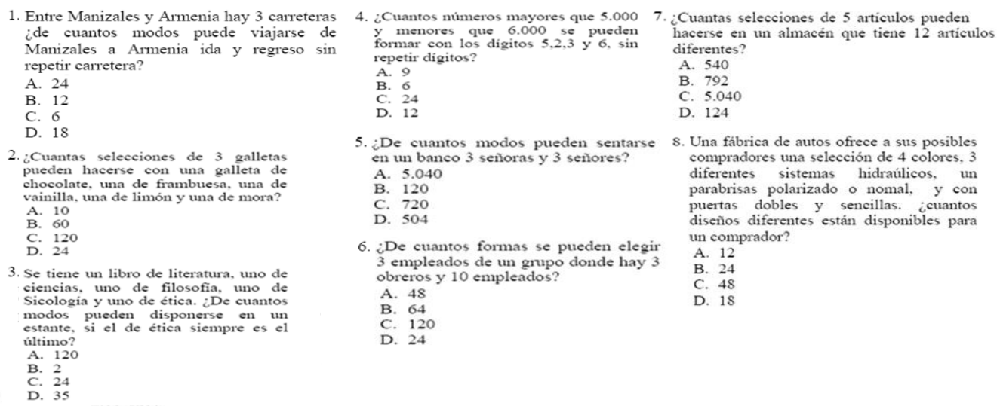 1. Entre Manizales y Armenia hay 3 carreteras
¿de cuantos modos puede viajarse de
Manizales a Armenia ida y regreso sin
repetir carretera?
A. 24
B. 12
C. 6
D. 18
2. ¿Cuantas selecciones de 3 galletas
pueden hacerse con una galleta de
chocolate, una de frambuesa, una de
vainilla, una de limón y una de mora?
A. 10
B. 60
C. 120
D. 24
3. Se tiene un libro de literatura, uno de
ciencias, uno de filosofía, uno de
Sicología y uno de ética. ¿De cuantos
modos pueden disponerse en un
estante, si el de ética siempre es el
último?
A. 120
B. 2
C. 24
D. 35
4. ¿Cuantos números mayores que 5.000
y menores que 6.000 se pueden
formar con los dígitos 5,2,3 y 6, sin
repetir dígitos?
A. 9
B. 6
C. 24
D. 12
5. ¿De cuantos modos pueden sentarse
en un banco 3 señoras y 3 señores?
A. 5.040
B. 120
C. 720
D. 504
6. ¿De cuantos formas se pueden elegir
3 empleados de un grupo donde hay 3
obreros y 10 empleados?
A. 48
B. 64
C. 120
D. 24
7. ¿Cuantas selecciones de 5 artículos pueden
hacerse en un almacén que tiene 12 artículos
diferentes?
A. 540
B. 792
C. 5.040
D. 124
8. Una fábrica de autos ofrece a sus posibles
compradores una selección de 4 colores, 3
diferentes sistemas hidraúlicos, un
parabrisas polarizado o nomal, y con
puertas dobles y sencillas. ¿cuantos
diseños diferentes están disponibles para
un comprador?
A. 12
B. 24
C. 48
D. 18